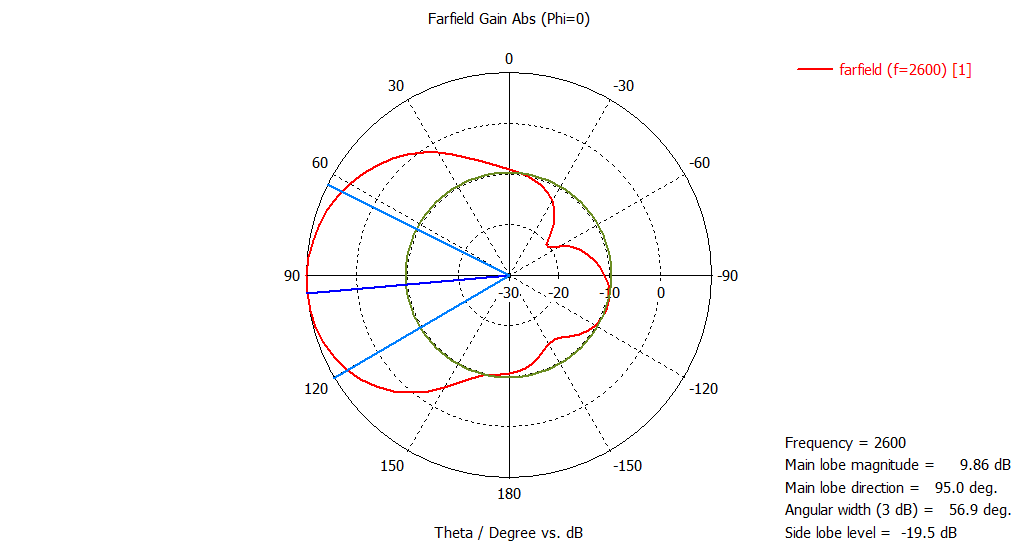 Farfield Gain Abs (Phi=0)
farfield (f=2600) [1]
0
30
-30
60
-60
90
-90
-30
-20
-10
0
120
-120
150
-150
180
Theta / Degree vs. dB
Frequency = 2600
Main lobe magnitude = 9.86 dB
Main lobe direction = 95.0 deg.
Angular width (3 dB) = 56.9 deg.
Side lobe level = -19.5 dB